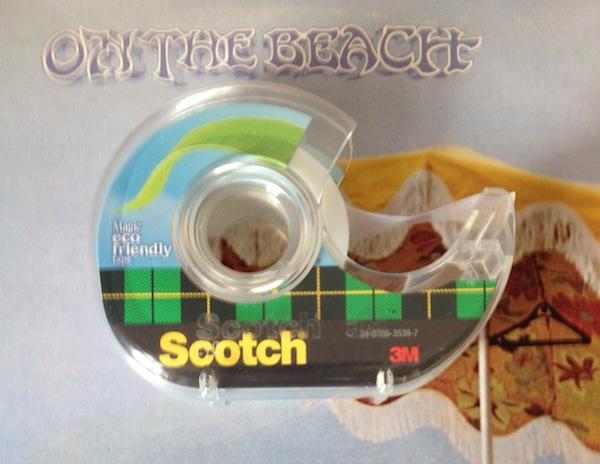 ON THE BEACH
Magic
eco-
friendly
tape
Scotch
34-8706-3539-7
Scotch®
3M